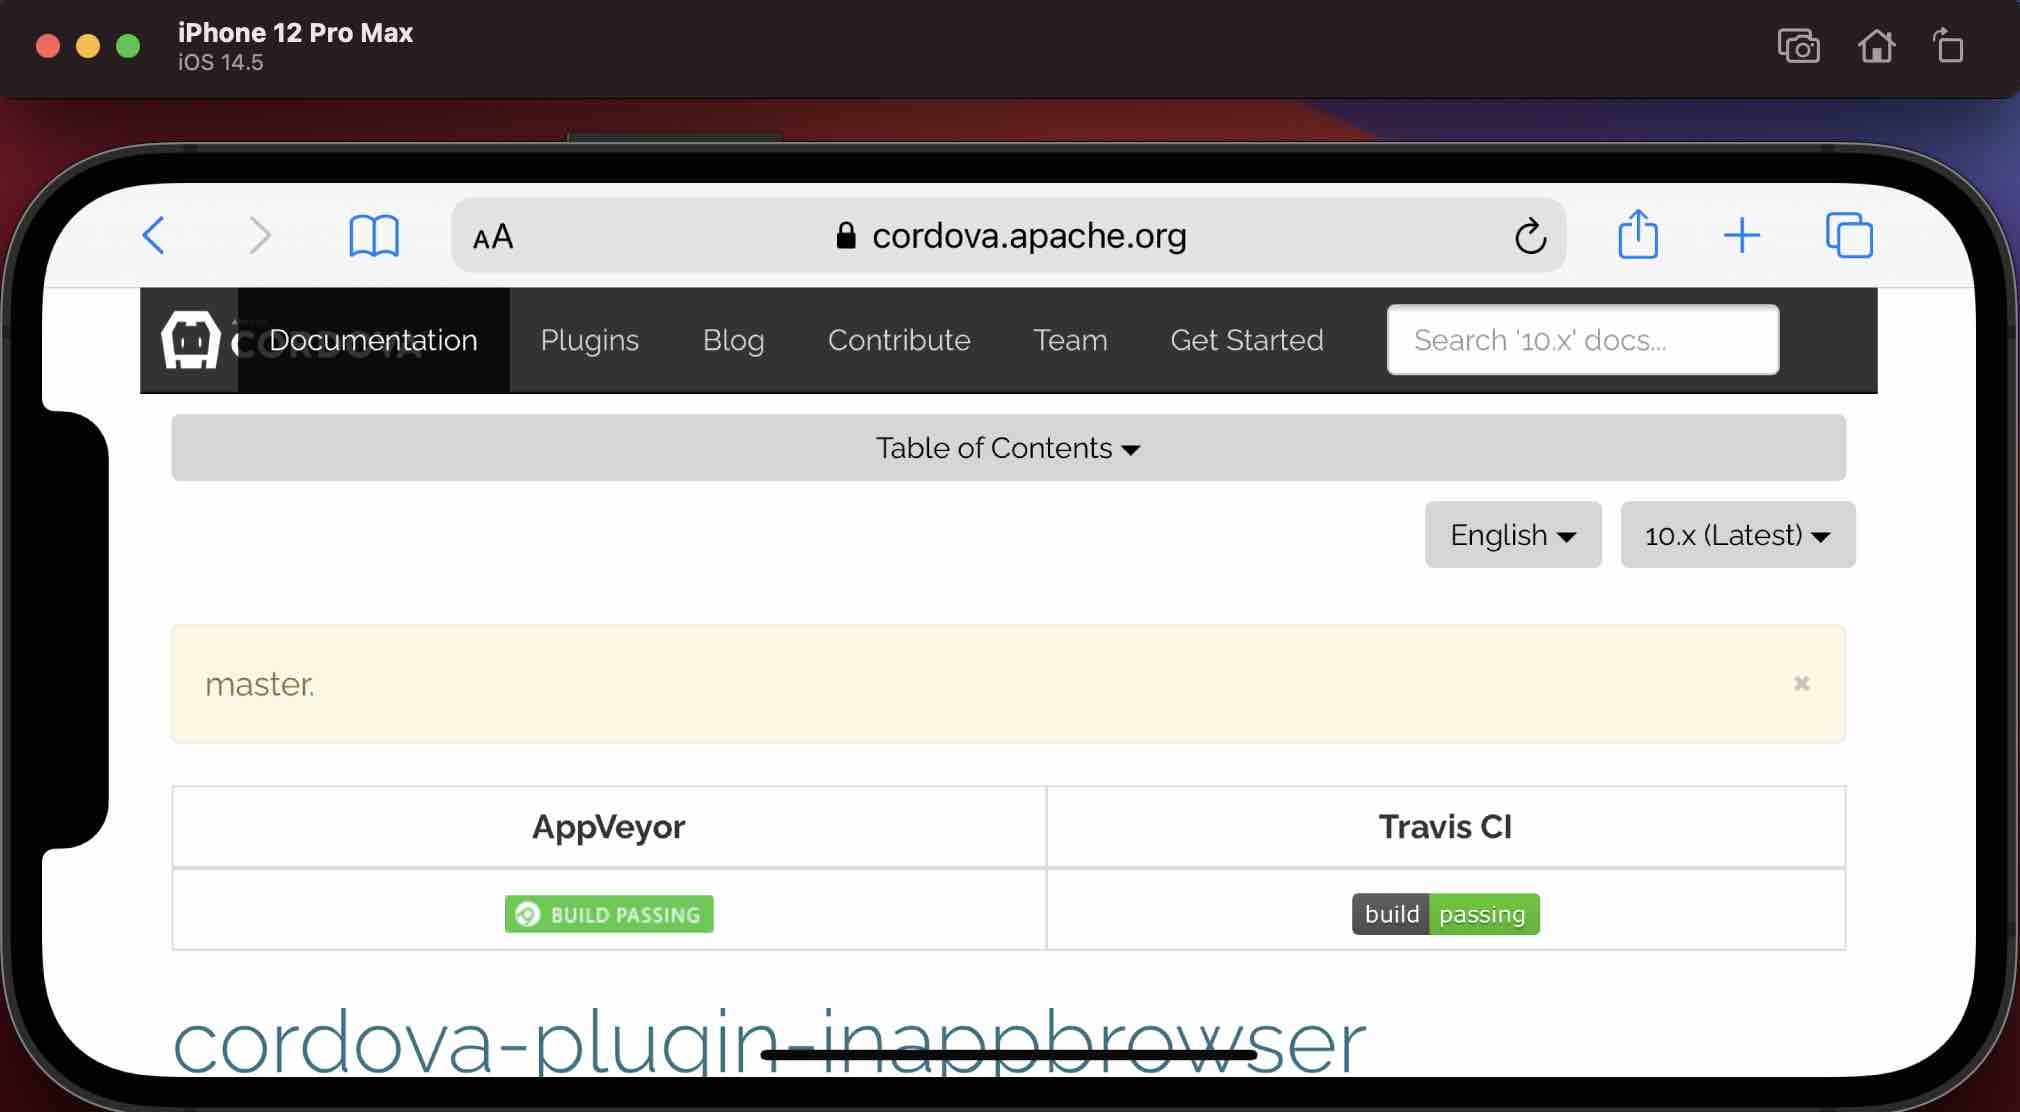 iPhone 12 Pro Max
iOS 14.5
AA
cordova.apache.org
CORDOVA
Documentation Plugins Blog Contribute Team Get Started Search '10.x' docs...
Table of Contents
English 10.x (Latest)
master.
AppVeyor Travis CI
BUILD PASSING build passing
cordova-plugin-inappbrowser